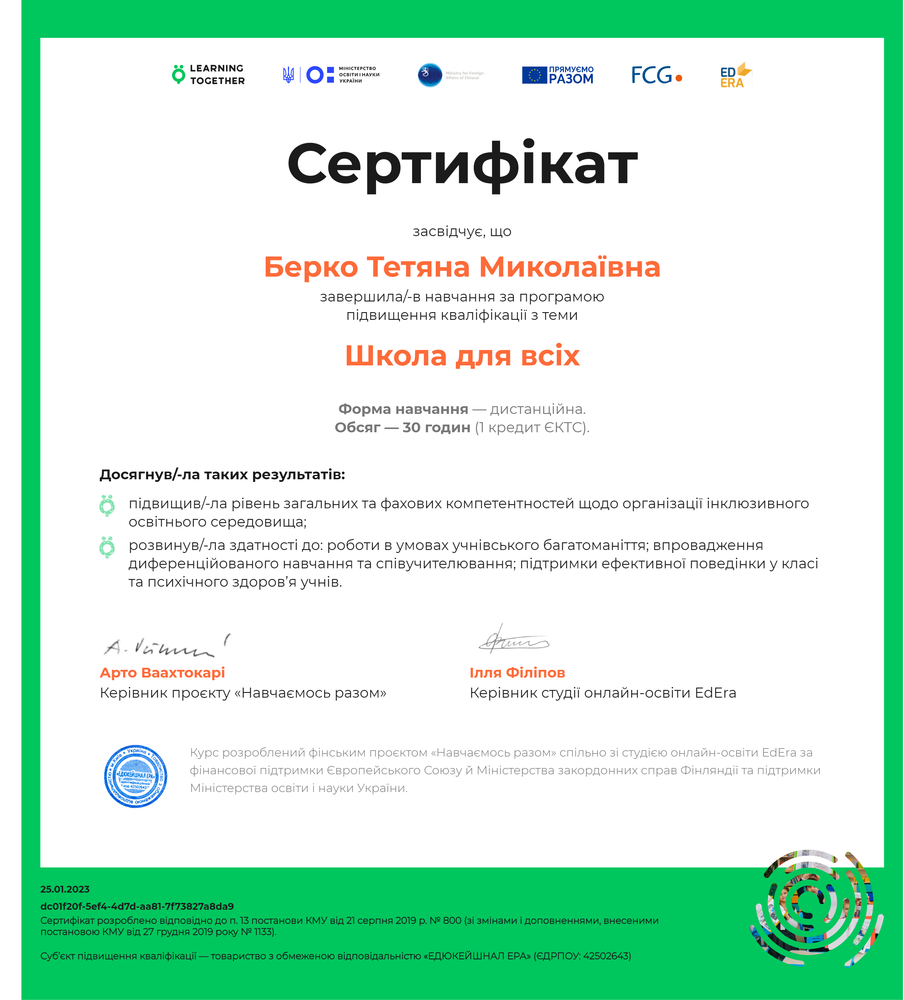 LEARNING
TOGETHER
МІНІСТЕРСТВО
ОСВІТИ І НАУКИ
УКРАЇНИ
Ministry for Foreign
Affairs of Finland
ПРЯМУЄМО
РАЗОМ
FCG
ED
ERA
Сертифікат
засвідчує, що
Берко Тетяна Миколаївна
завершила/-в навчання за програмою
підвищення кваліфікації з теми
Школа для всіх
Форма навчання — дистанційна.
Обсяг — 30 годин (1 кредит ЄКТС).
Досягнув/-ла таких результатів:
підвищив/-ла рівень загальних та фахових компетентностей щодо організації інклюзивного
освітнього середовища;
розвинув/-ла здатності до: роботи в умовах учнівського багатоманіття; впровадження
диференційованого навчання та співучителювання; підтримки ефективної поведінки у класі
та психічного здоров’я учнів.
Арто Ваахтокарі
Керівник проєкту «Навчаємось разом»
Ілля Філіпов
Керівник студії онлайн-освіти EdEra
Україна * Товариство з обмеженою відповідальністю * м.Київ *
«ЕДЮКЕЙШНАЛ ЕРА»
Ідентифікаційний
код 42502643
Курс розроблений фінським проєктом «Навчаємось разом» спільно зі студією онлайн-освіти EdEra за
фінансової підтримки Європейського Союзу й Міністерства закордонних справ Фінляндії та підтримки
Міністерства освіти і науки України.
25.01.2023
dc01f20f-5ef4-4d7d-aa81-7f73827a8da9
Сертифікат розроблено відповідно до п. 13 постанови КМУ від 21 серпня 2019 р. № 800 (зі змінами і доповненнями, внесеними
постановою КМУ від 27 грудня 2019 року № 1133).
Суб’єкт підвищення кваліфікації — товариство з обмеженою відповідальністю «ЕДЮКЕЙШНАЛ ЕРА» (ЄДРПОУ: 42502643)